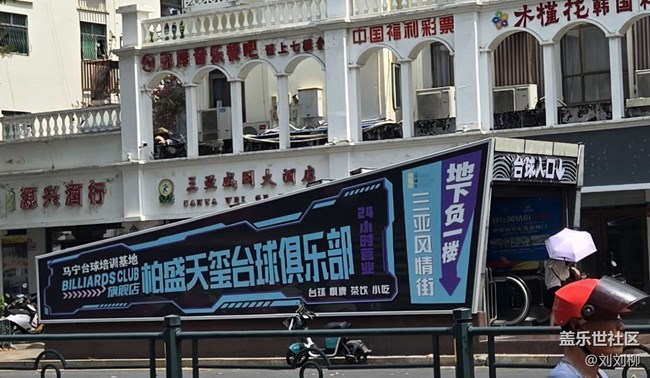 中国福利彩票
木槿花韩国
源兴酒行
三亚威尼大酒店
台球入口
马宁台球培训基地
BILLIARDS CLUB
旗舰店
柏盛天玺台球俱乐部
24小时营业
台球 棋牌 茶饮 小吃
三亚风情街
地下负一楼
盖乐世社区
@刘刘柳